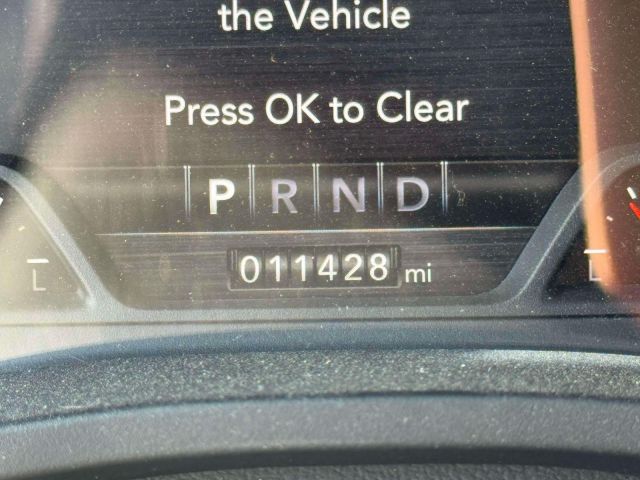 the Vehicle
Press OK to Clear
P R N D
011428 mi
L L